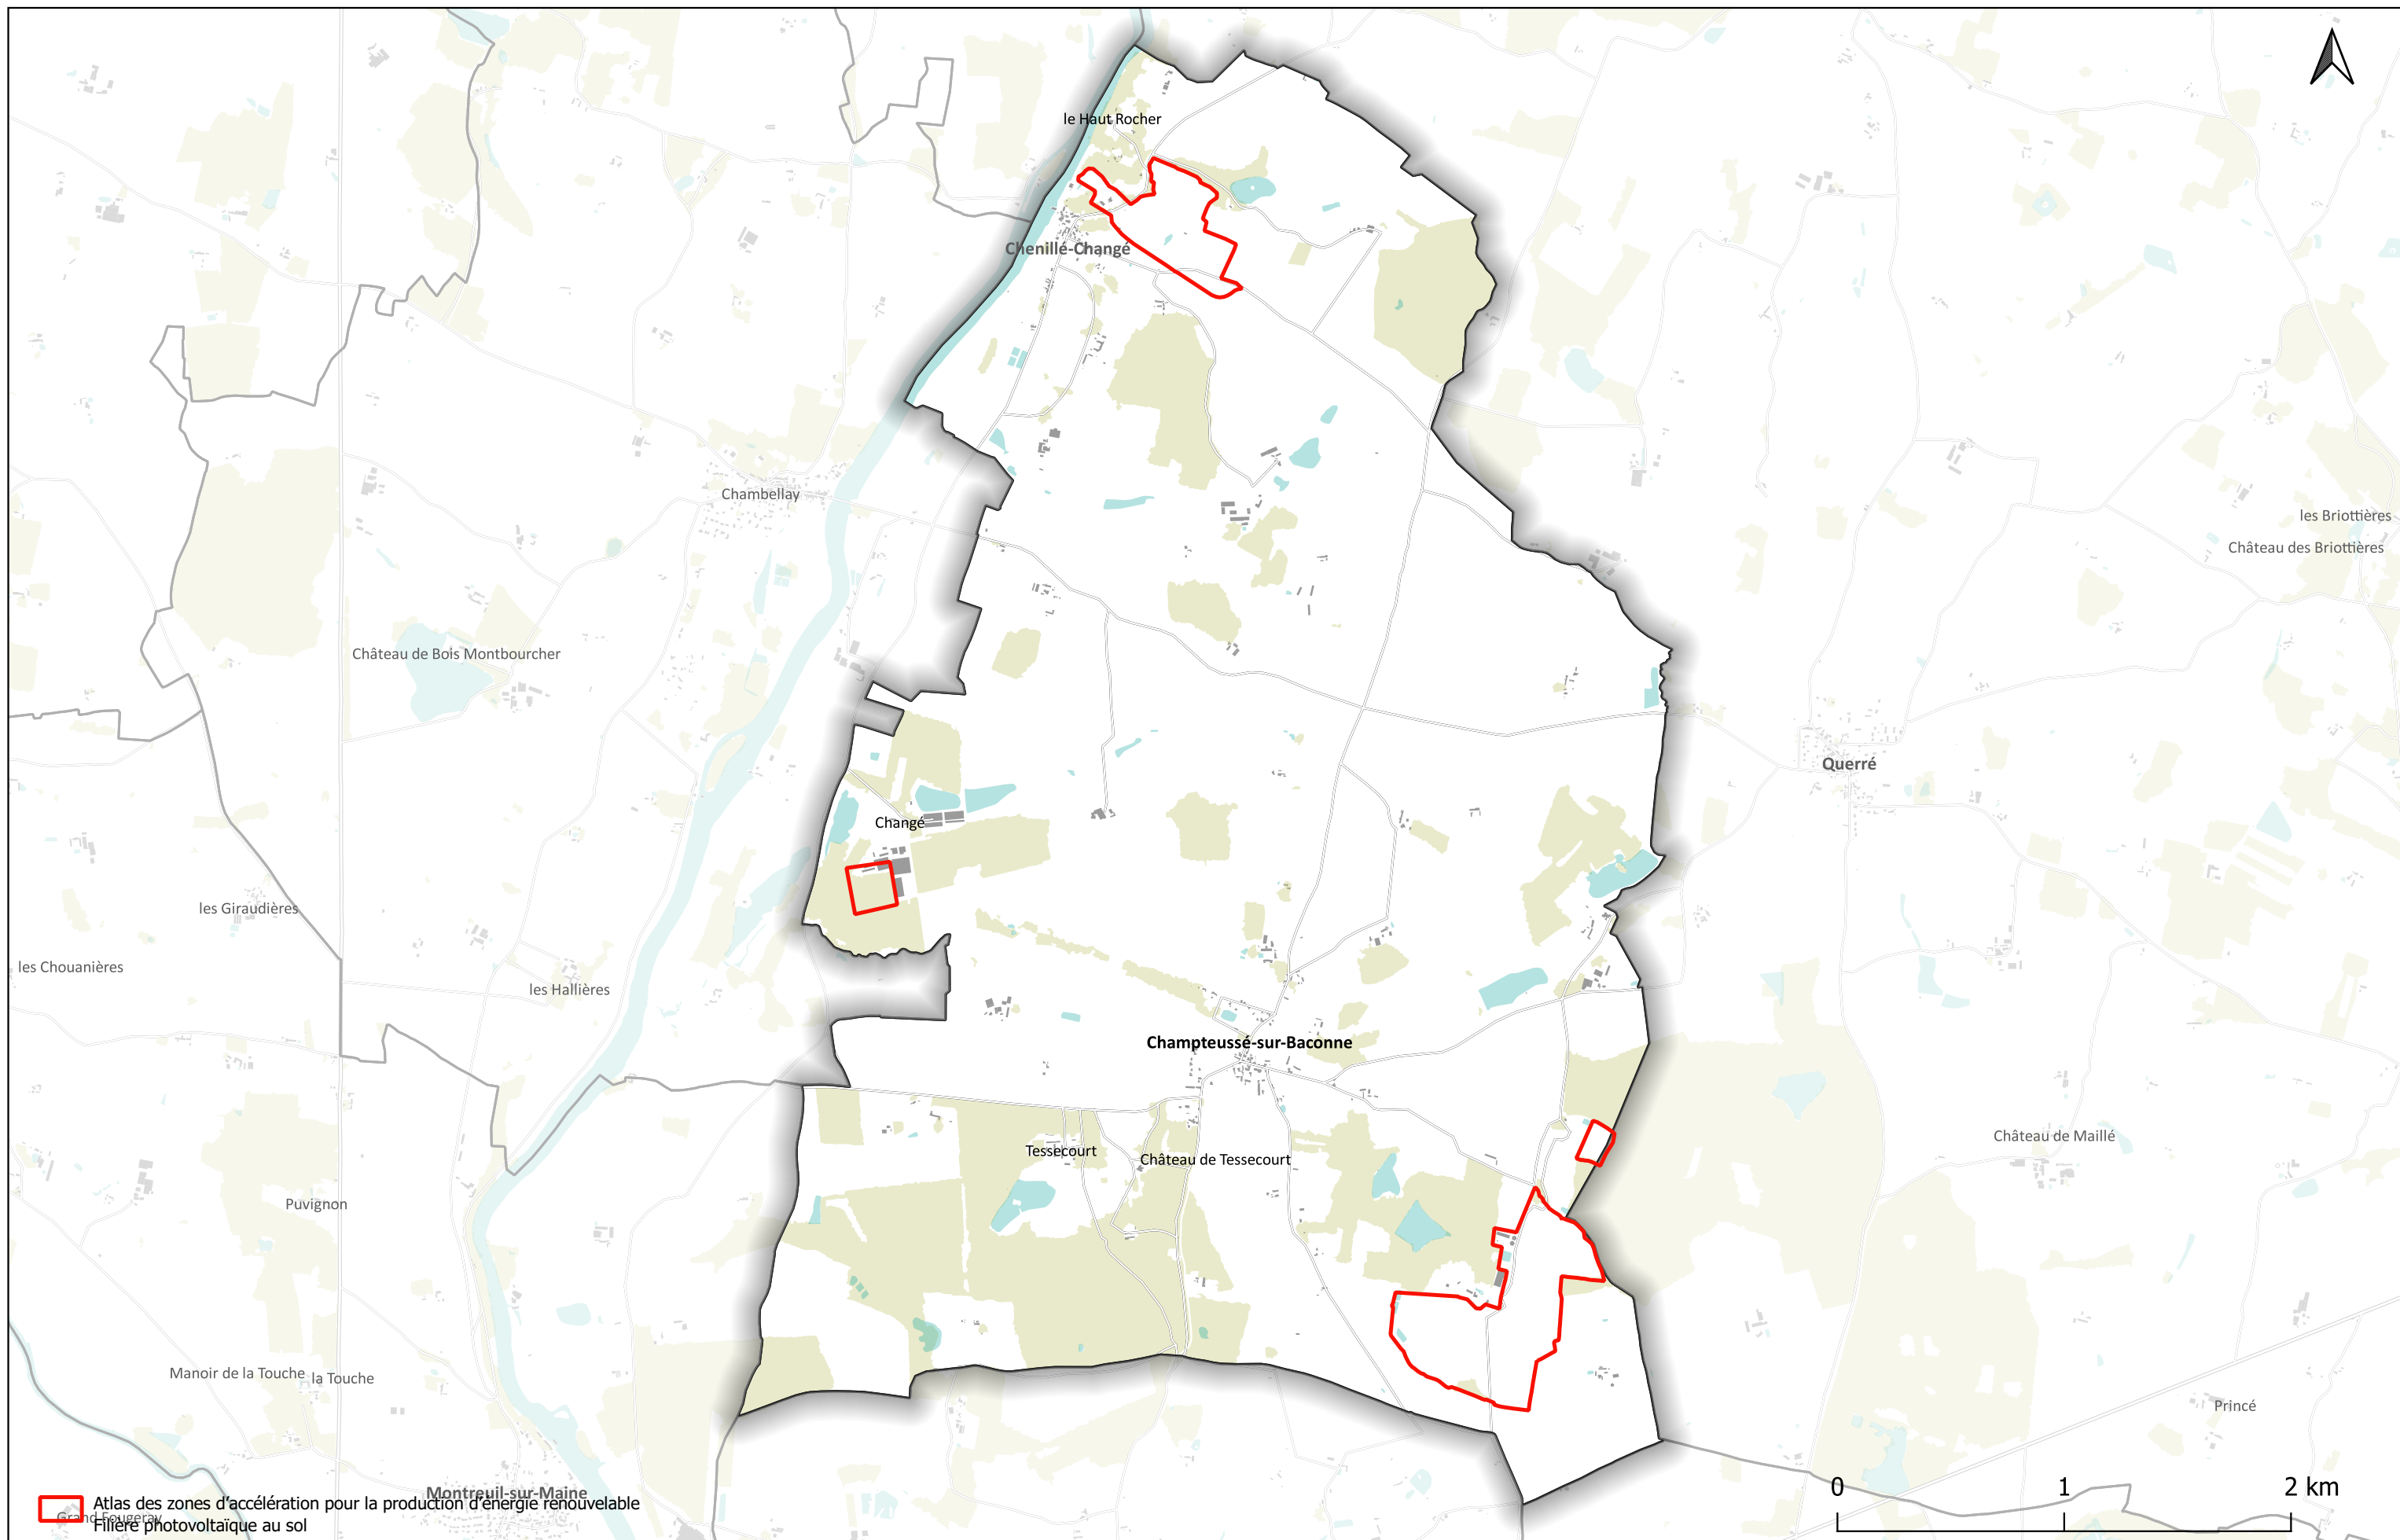 le Haut Rocher
Chenillé-Changé
Chambellay
les Briottières
Château des Briottières
Château de Bois Montbourcher
Querré
Changé
les Giraudières
les Chouanières
les Hallières
Champteussé-sur-Baconne
Château de Maillé
Tessecourt
Château de Tessecourt
Puvignon
Manoir de la Touche
la Touche
Princé
0 1 2 km
Montreuil-sur-Maine
Atlas des zones d'accélération pour la production d'énergie renouvelable
Grand Fougeray
Filière photovoltaïque au sol